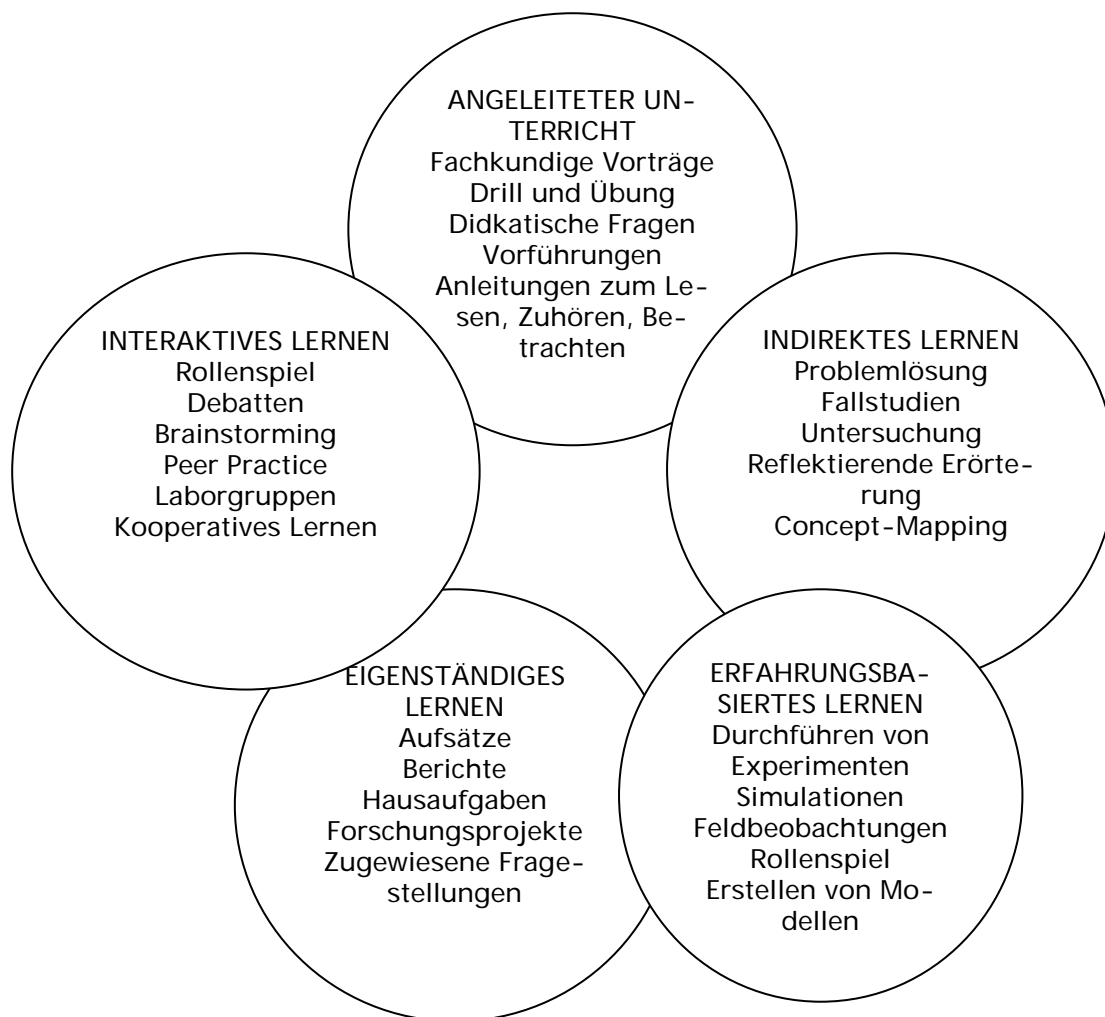 ANGELEITETER UN-
TERRICHT
Fachkundige Vorträge
Drill und Übung
Didkatische Fragen
Vorführungen
Anleitungen zum Le-
sen, Zuhören, Be-
trachten
INTERAKTIVES LERNEN
Rollenspiel
Debatten
Brainstorming
Peer Practice
Laborgruppen
Kooperatives Lernen
INDIREKTES LERNEN
Problemlösung
Fallstudien
Untersuchung
Reflektierende Erörte-
rung
Concept-Mapping
EIGENSTÄNDIGES
LERNEN
Aufsätze
Berichte
Hausaufgaben
Forschungsprojekte
Zugewiesene Frage-
stellungen
ERFAHRUNGSBA-
SIERTES LERNEN
Durchführen von
Experimenten
Simulationen
Feldbeobachtungen
Rollenspiel
Erstellen von Mo-
dellen